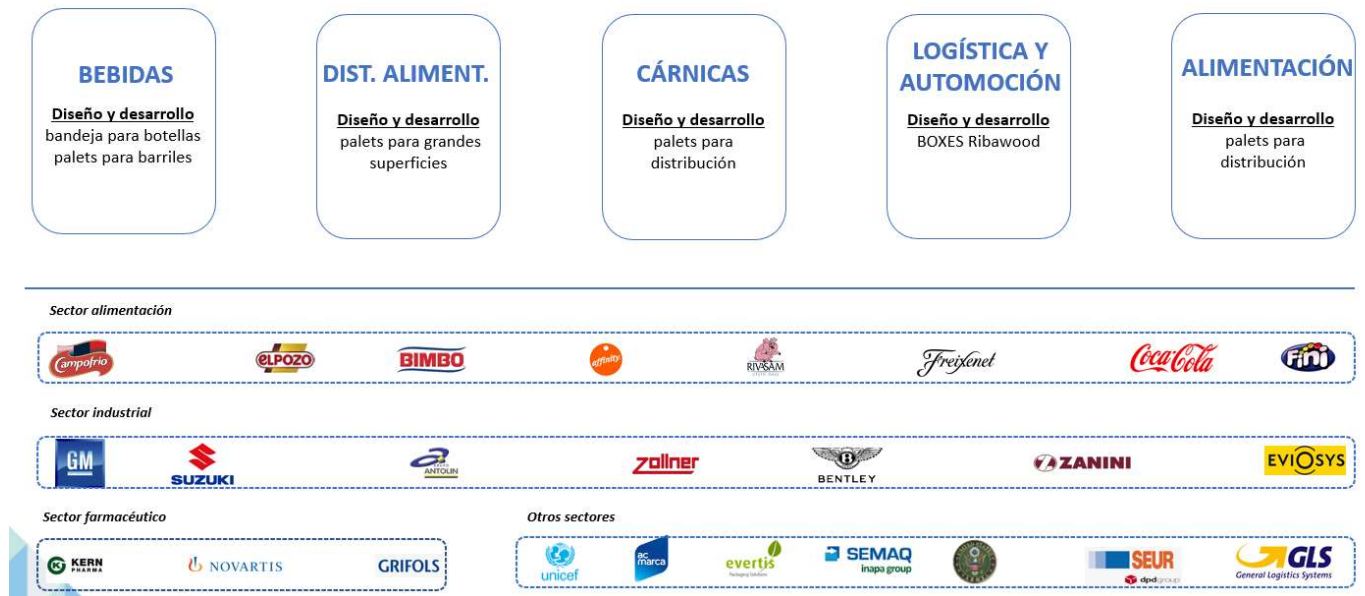 BEBIDAS
Diseño y desarrollo
bandeja para botellas
palets para barriles
DIST. ALIMENT.
Diseño y desarrollo
palets para grandes
superficies
CÁRNICAS
Diseño y desarrollo
palets para
distribución
LOGÍSTICA Y
AUTOMOCIÓN
Diseño y desarrollo
BOXES Ribawood
ALIMENTACIÓN
Diseño y desarrollo
palets para
distribución
Sector alimentación
Campofrio
ELPOZO
BIMBO
affinity
RIVASAM
Freixenet
Coca-Cola
Fini
Sector industrial
GM
SUZUKI
GRUPO
ANTOLIN
zollner
B
BENTLEY
ZANINI
EVIOSYS
Sector farmacéutico
K KERN
PHARMA
NOVARTIS
GRIFOLS
Otros sectores
unicef
ac
marca
evertis
Packaging Solutions
SEMAQ
inapa group
SEUR
dpdgroup
GLS
General Logistics Systems